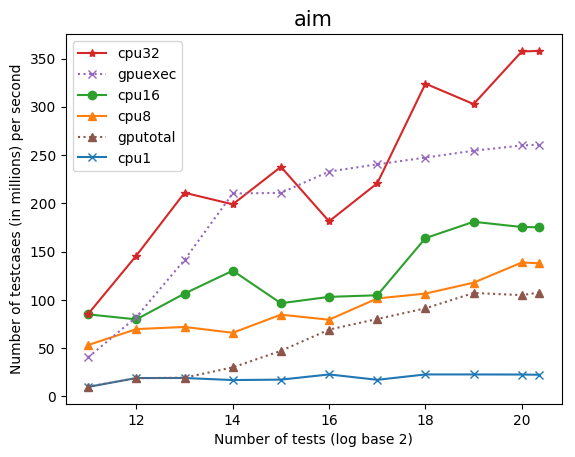 aim
cpu32
gpuexec
cpu16
cpu8
gputotal
cpu1
350
300
250
200
150
100
50
0
Number of testcases (in millions) per second
12 14 16 18 20
Number of tests (log base 2)